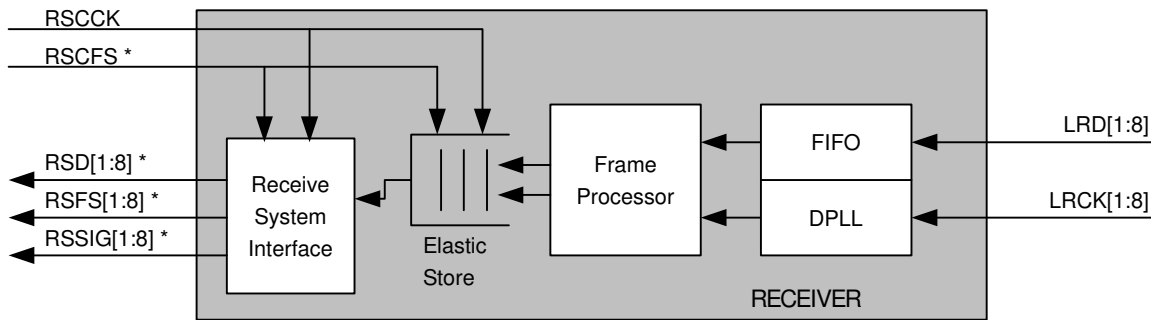 RSCCK
RSCFS *
RSD[1:8] *
RSFS[1:8] *
RSSIG[1:8] *
Receive
System
Interface
Elastic
Store
Frame
Processor
FIFO
DPLL
LRD[1:8]
LRCK[1:8]
RECEIVER